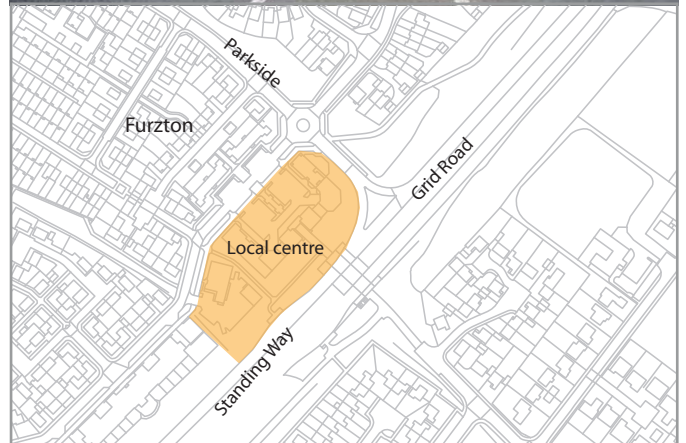 Parkside
Furzton
Grid Road
Local centre
Standing Way